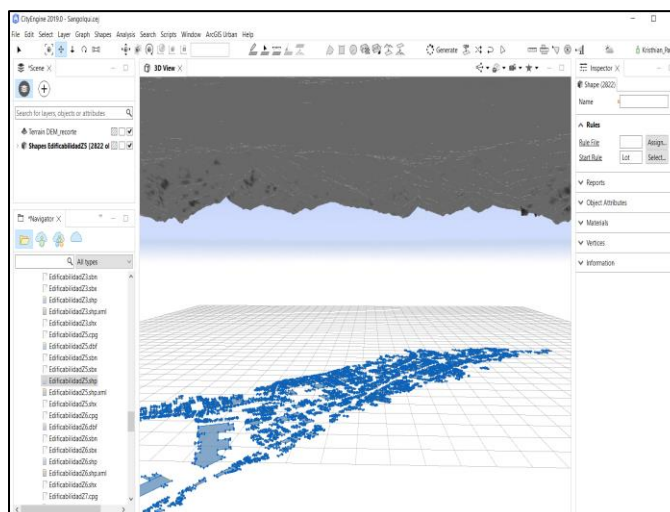 CityEngine 2019.0 - Sangolqui.cej
File Edit Select Layer Graph Shapes Analysis Search Scripts Window ArcGIS Urban Help
Generate
*Scene
Search for layers, objects or attributes
Terrain DEM_recorte
Shapes EdificabilidadZ5 (2822 ol
*Navigator
All types
EdificabilidadZ3.sbn
EdificabilidadZ3.sbx
EdificabilidadZ3.shp
EdificabilidadZ3.shp.xml
EdificabilidadZ3.shx
EdificabilidadZ5.cpg
EdificabilidadZ5.dbf
EdificabilidadZ5.sbn
EdificabilidadZ5.sbx
EdificabilidadZ5.shp
EdificabilidadZ5.shp.xml
EdificabilidadZ5.shx
EdificabilidadZ6.cpg
EdificabilidadZ6.dbf
EdificabilidadZ6.sbn
EdificabilidadZ6.sbx
EdificabilidadZ6.shp
EdificabilidadZ6.shp.xml
EdificabilidadZ6.shx
EdificabilidadZ7.cpg
3D View
Inspector
Shape (2822)
Name
Rules
Rule File Assign...
Start Rule Lot Select...
Reports
Object Attributes
Materials
Vertices
Information